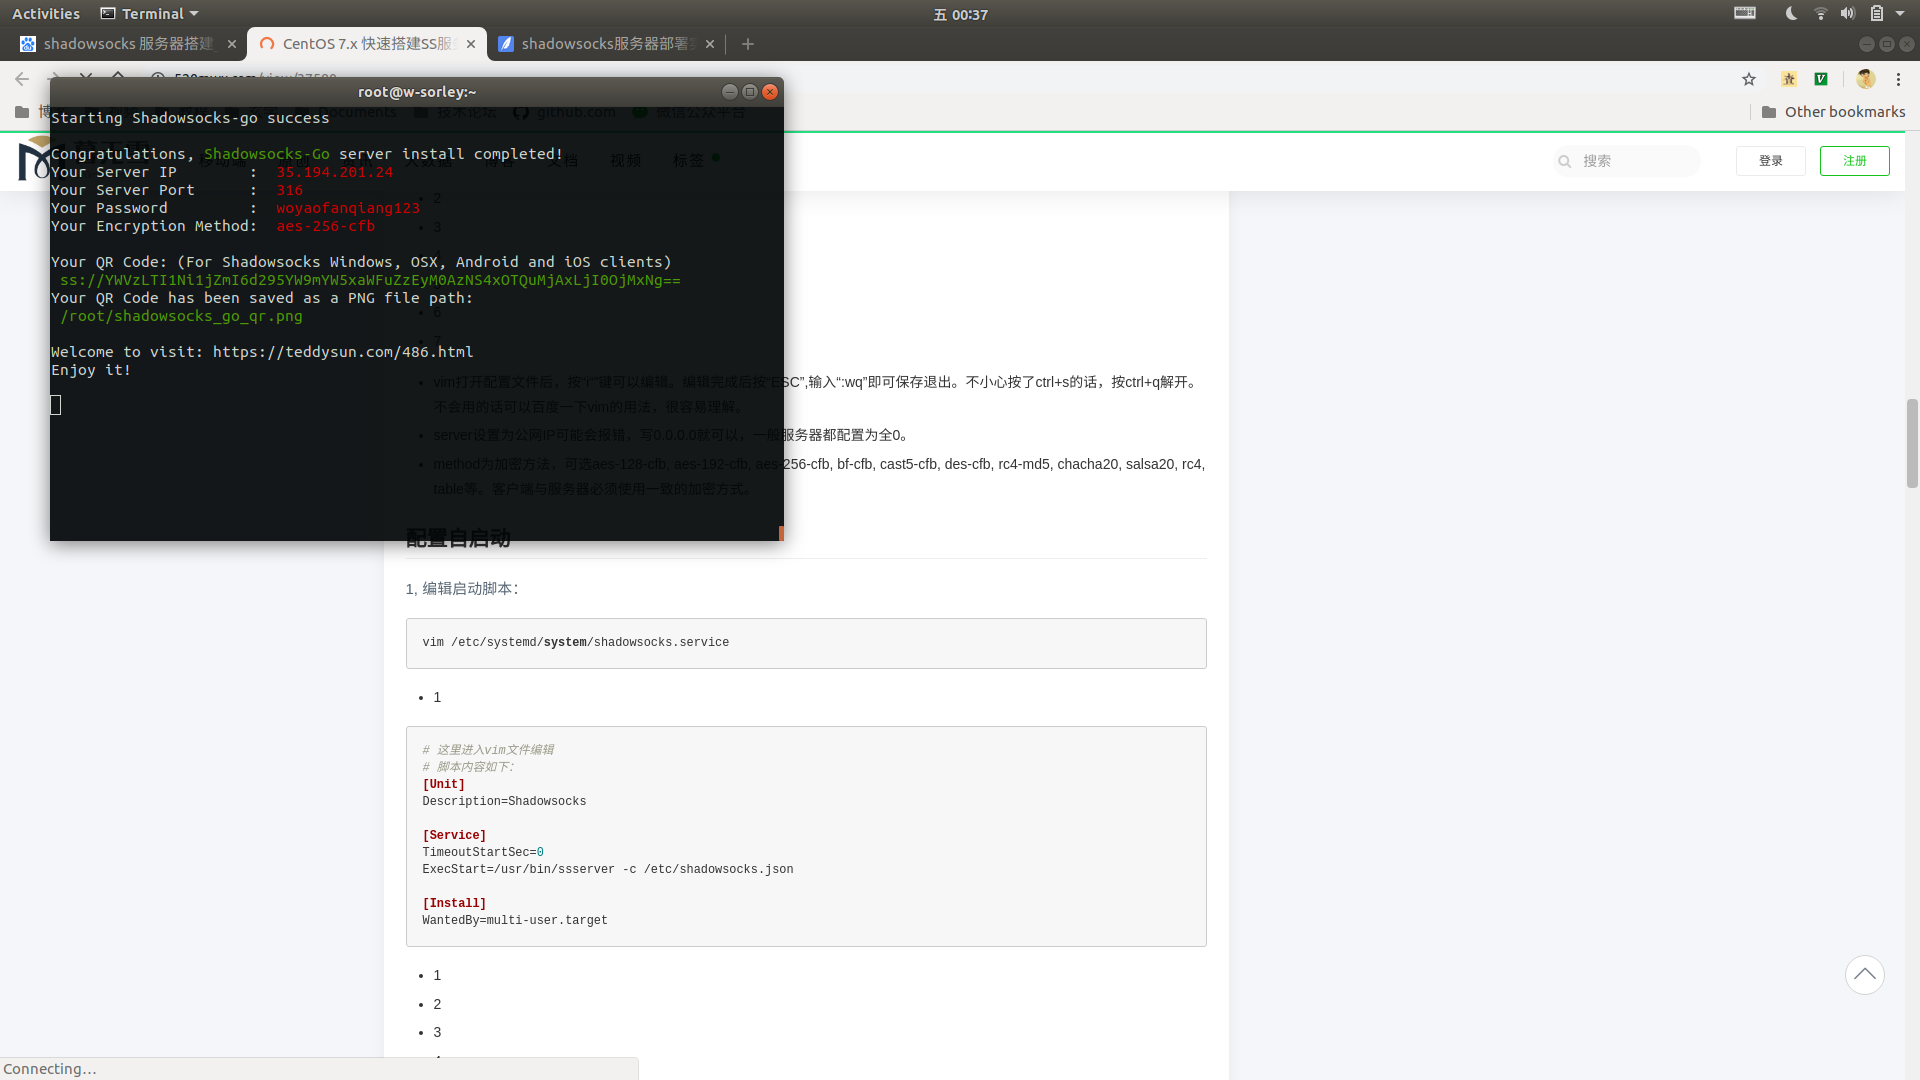 Activities Terminal 五 00:37
shadowsocks 服务器搭建 CentOS 7.x 快速搭建SS服 shadowsocks服务器部署
root@w-sorley:~
Other bookmarks
Starting Shadowsocks-go success
Congratulations, Shadowsocks-Go server install completed!
Your Server IP : 35.194.201.24
Your Server Port : 316
Your Password : woyaofanqiang123
Your Encryption Method: aes-256-cfb
Your QR Code: (For Shadowsocks Windows, OSX, Android and iOS clients)
ss://YWVzLTI1Ni1jZmI6d295YW9mYW5xaWFuZzEyM0AzNS4xOTQuMjAxLjI0OjMxNg==
Your QR Code has been saved as a PNG file path:
/root/shadowsocks_go_qr.png
Welcome to visit: https://teddysun.com/486.html
Enjoy it!
视频 标签
搜索 登录 注册
2
3
6
7
vim打开配置文件后，按“i”键可以编辑。编辑完成后按“ESC”,输入“:wq”即可保存退出。不小心按了ctrl+s的话，按ctrl+q解开。
不会用的话可以百度一下vim的用法，很容易理解。
server设置为公网IP可能会报错，写0.0.0.0就可以，一般服务器都配置为全0。
method为加密方法，可选aes-128-cfb, aes-192-cfb, aes-256-cfb, bf-cfb, cast5-cfb, des-cfb, rc4-md5, chacha20, salsa20, rc4,
table等。客户端与服务器必须使用一致的加密方式。
配置自启动
1, 编辑启动脚本：
vim /etc/systemd/system/shadowsocks.service
1
# 这里进入vim文件编辑
# 脚本内容如下：
[Unit]
Description=Shadowsocks
[Service]
TimeoutStartSec=0
ExecStart=/usr/bin/ssserver -c /etc/shadowsocks.json
[Install]
WantedBy=multi-user.target
1
2
3
Connecting…